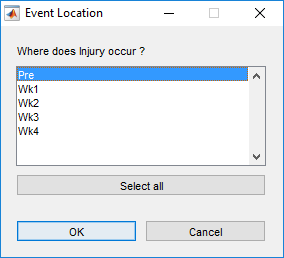 Event Location
Where does Injury occur ?
Pre
Wk1
Wk2
Wk3
Wk4
Select all
OK Cancel